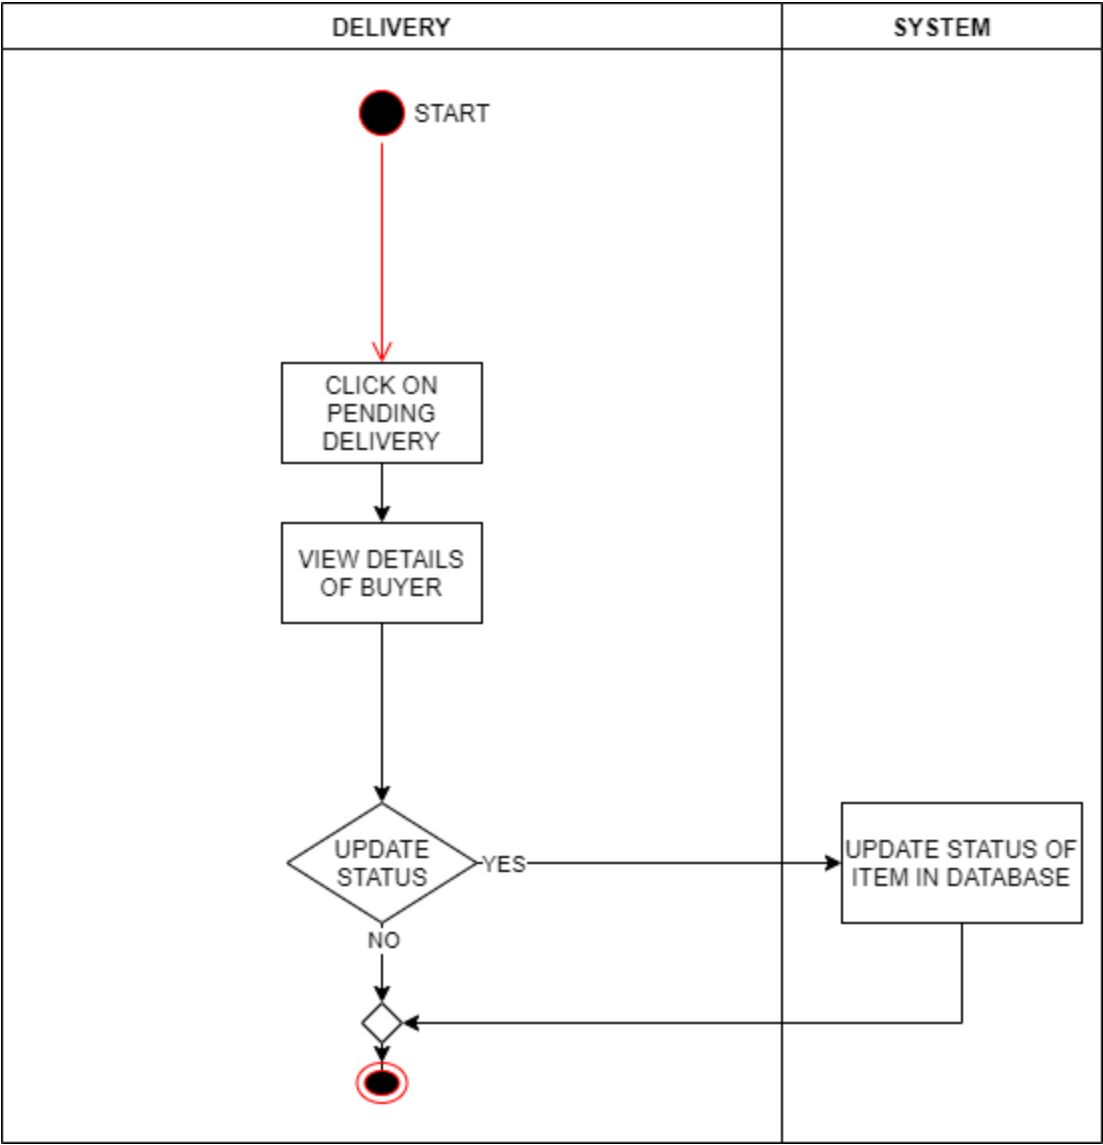 DELIVERY
SYSTEM
START
CLICK ON
PENDING
DELIVERY
VIEW DETAILS
OF BUYER
UPDATE
STATUS
YES
UPDATE STATUS OF
ITEM IN DATABASE
NO